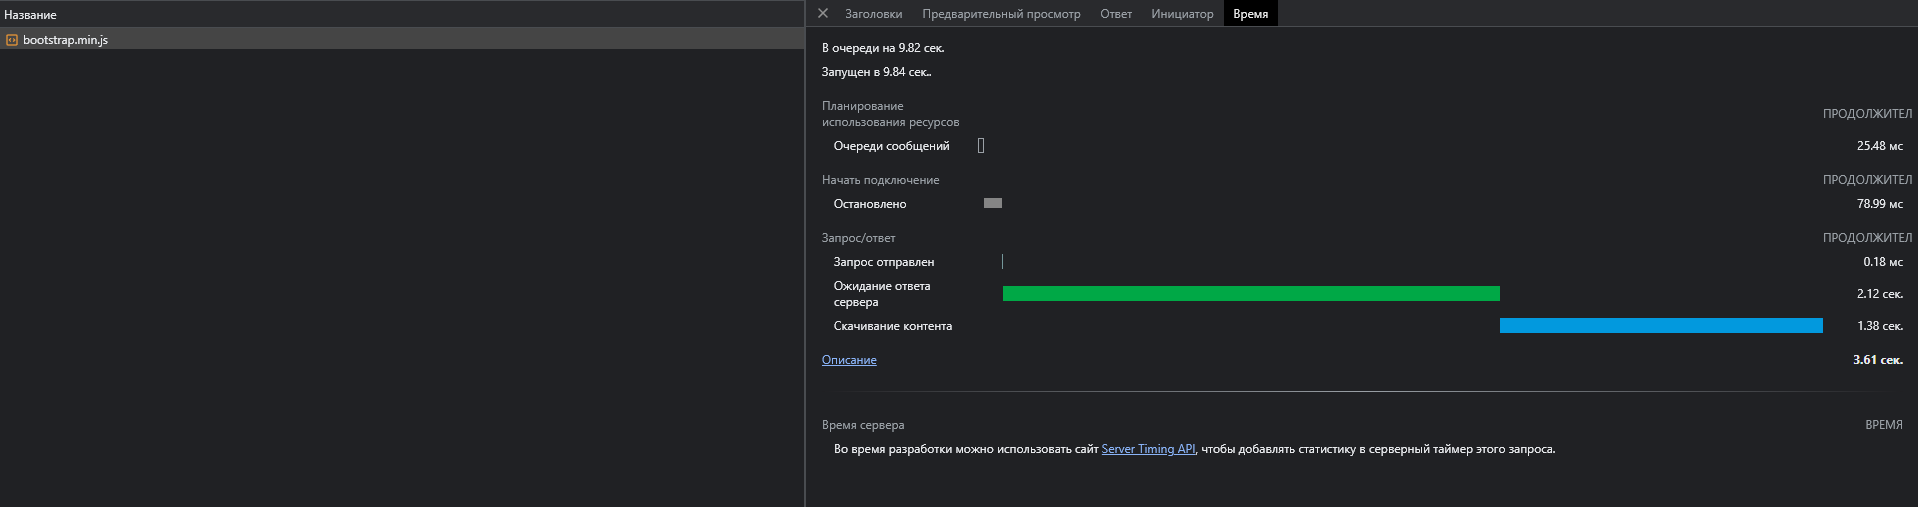 Название
bootstrap.min.js
Заголовки Предварительный просмотр Ответ Инициатор Время
В очереди на 9.82 сек.
Запущен в 9.84 сек..
Планирование
использования ресурсов ПРОДОЛЖИТЕЛ
Очереди сообщений 25.48 мс
Начать подключение ПРОДОЛЖИТЕЛ
Остановлено 78.99 мс
Запрос/ответ ПРОДОЛЖИТЕЛ
Запрос отправлен 0.18 мс
Ожидание ответа
сервера 2.12 сек.
Скачивание контента 1.38 сек.
Описание 3.61 сек.
Время сервера ВРЕМЯ
Во время разработки можно использовать сайт Server Timing API, чтобы добавлять статистику в серверный таймер этого запроса.